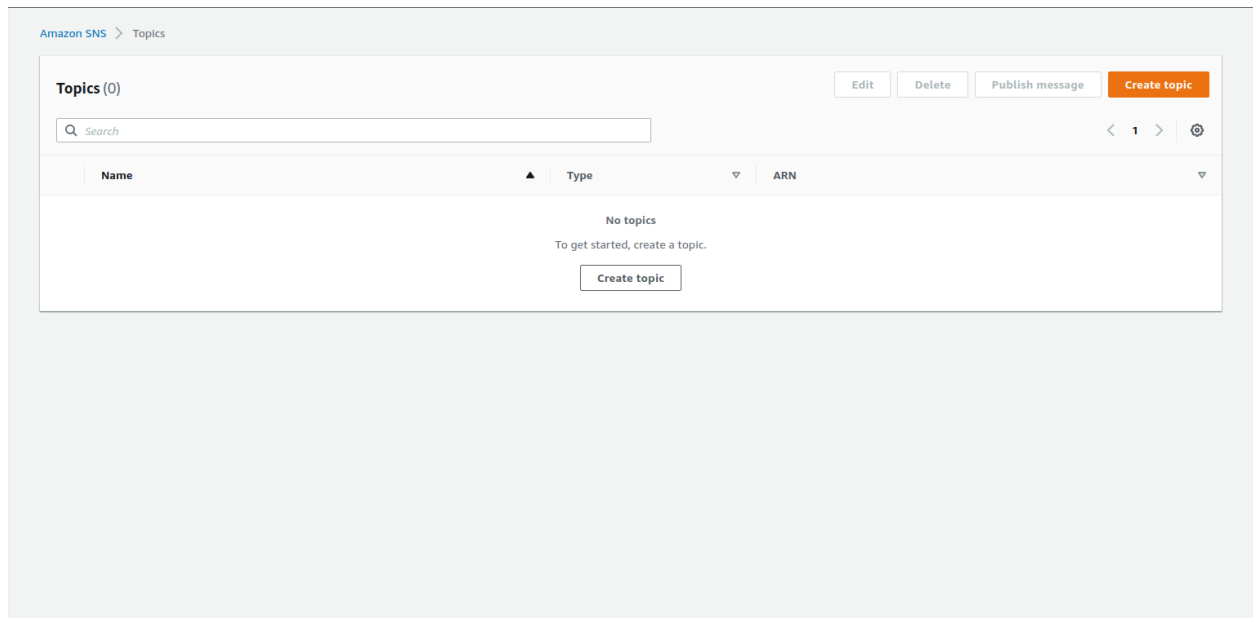 Amazon SNS > Topics
Topics (0)
Edit Delete Publish message Create topic
Search
1
Name Type ARN
No topics
To get started, create a topic.
Create topic